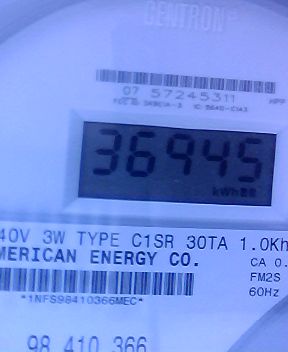 CENTRON
07 57245311
36945
kWh
40V 3W TYPE C1SR 30TA 1.0Kh
MERICAN ENERGY CO.
CA 0.
FM2S
60Hz
*1NFS98410366MEC*
98 410 366